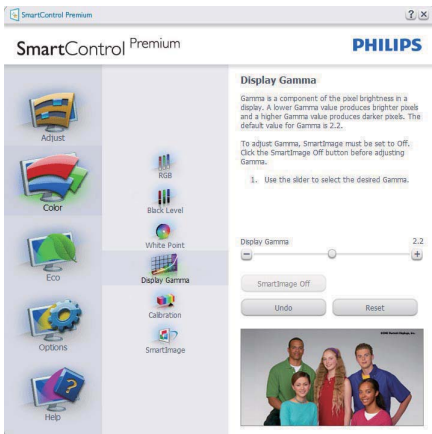 SmartControl Premium
SmartControl Premium
PHILIPS
Adjust
Color
Eco
Options
Help
RGB
Black Level
White Point
Display Gamma
Calibration
SmartImage
Display Gamma
Gamma is a component of the pixel brightness in a
display. A lower Gamma value produces brighter pixels
and a higher Gamma value produces darker pixels. The
default value for Gamma is 2.2.
To adjust Gamma, SmartImage must be set to Off.
Click the SmartImage Off button before adjusting
Gamma.
1. Use the slider to select the desired Gamma.
Display Gamma 2.2
SmartImage Off
Undo Reset